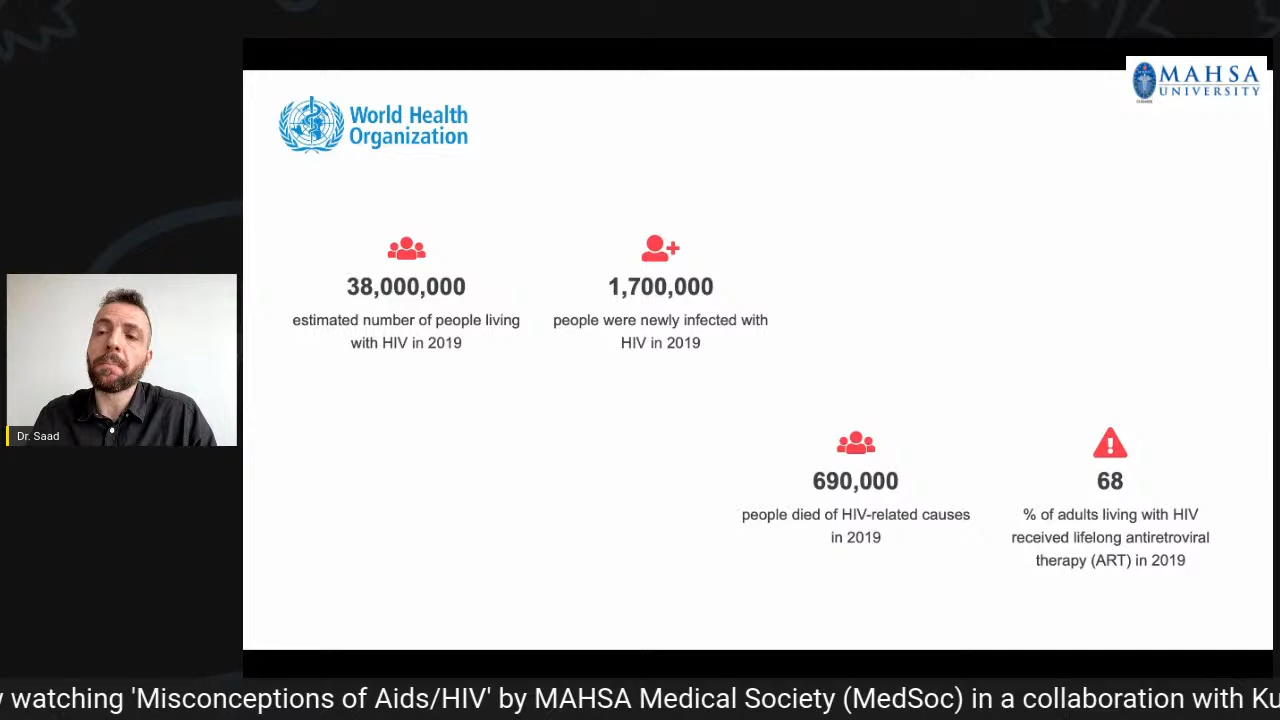 MAHSA
UNIVERSITY
World Health
Organization
38,000,000
estimated number of people living
with HIV in 2019
1,700,000
people were newly infected with
HIV in 2019
690,000
people died of HIV-related causes
in 2019
68
% of adults living with HIV
received lifelong antiretroviral
therapy (ART) in 2019
Dr. Saad
watching 'Misconceptions of Aids/HIV' by MAHSA Medical Society (MedSoc) in a collaboration with Ku